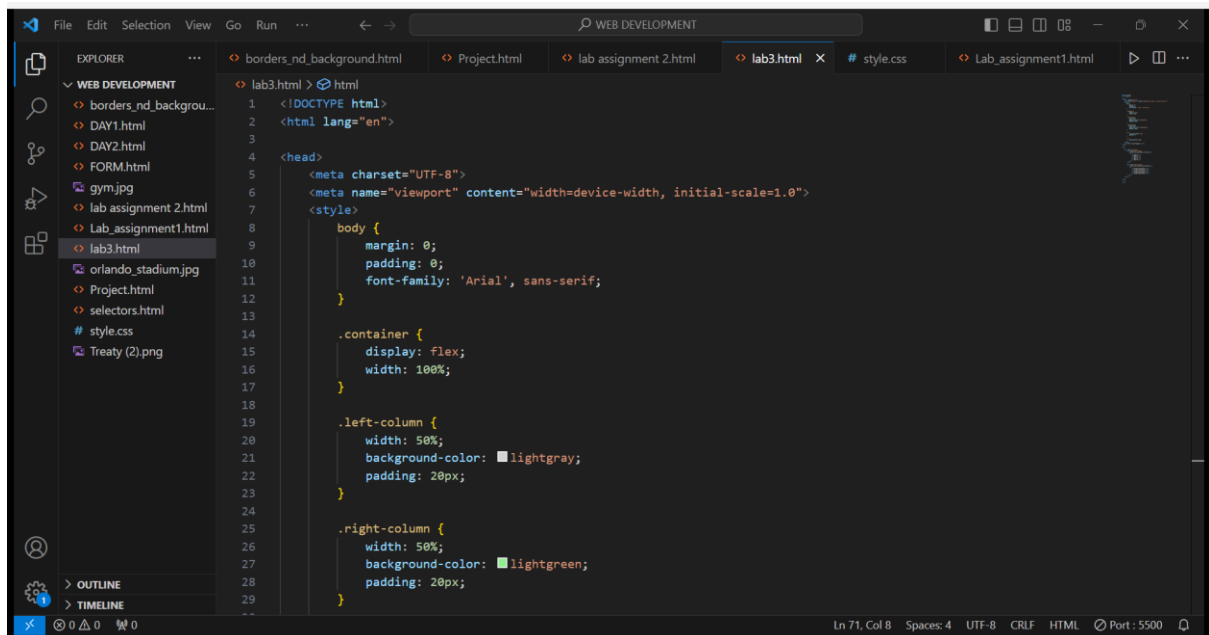 File Edit Selection View Go Run ··· WEB DEVELOPMENT
EXPLORER ···
WEB DEVELOPMENT
borders_nd_backgrou...
DAY1.html
DAY2.html
FORM.html
gym.jpg
lab assignment 2.html
Lab_assignment1.html
lab3.html
orlando_stadium.jpg
Project.html
selectors.html
# style.css
Treaty (2).png
OUTLINE
TIMELINE
borders_nd_background.html Project.html lab assignment 2.html lab3.html # style.css Lab_assignment1.html
lab3.html > html
1 <!DOCTYPE html>
2 <html lang="en">
3
4 <head>
5 <meta charset="UTF-8">
6 <meta name="viewport" content="width=device-width, initial-scale=1.0">
7 <style>
8 body {
9 margin: 0;
10 padding: 0;
11 font-family: 'Arial', sans-serif;
12 }
13
14 .container {
15 display: flex;
16 width: 100%;
17 }
18
19 .left-column {
20 width: 50%;
21 background-color: lightgray;
22 padding: 20px;
23 }
24
25 .right-column {
26 width: 50%;
27 background-color: lightgreen;
28 padding: 20px;
29 }
1
0 0 0 Ln 71, Col 8 Spaces: 4 UTF-8 CRLF HTML Port : 5500